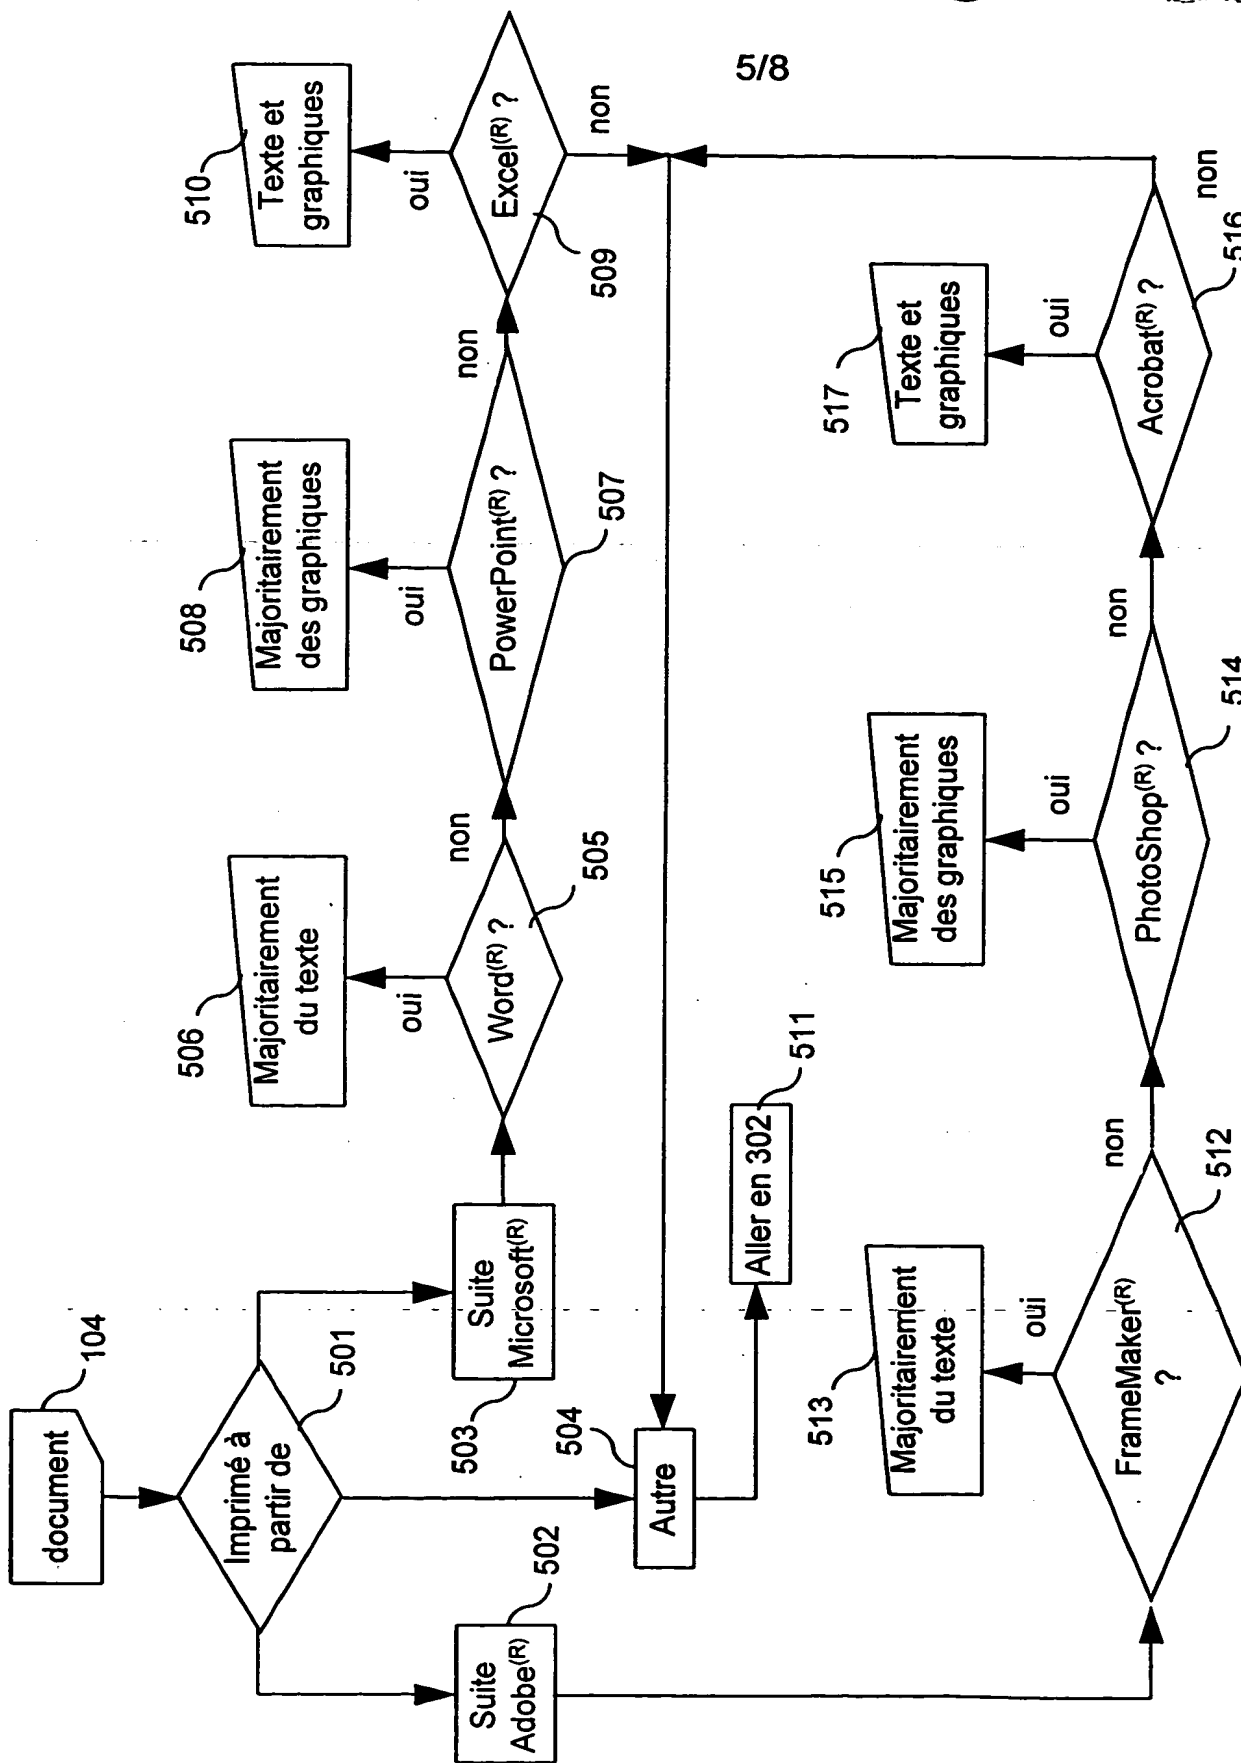 5/8
104
document
501
Imprimé à
partir de
502
Suite
Adobe(R)
503
Suite
Microsoft(R)
504
Autre
505
Word(R) ?
oui
non
506
Majoritairement
du texte
507
PowerPoint(R) ?
oui
non
508
Majoritairement
des graphiques
509
Excel(R) ?
oui
non
510
Texte et
graphiques
511
Aller en 302
512
FrameMaker(R)
?
oui
non
513
Majoritairement
du texte
514
PhotoShop(R) ?
oui
non
515
Majoritairement
des graphiques
516
Acrobat(R) ?
oui
non
517
Texte et
graphiques